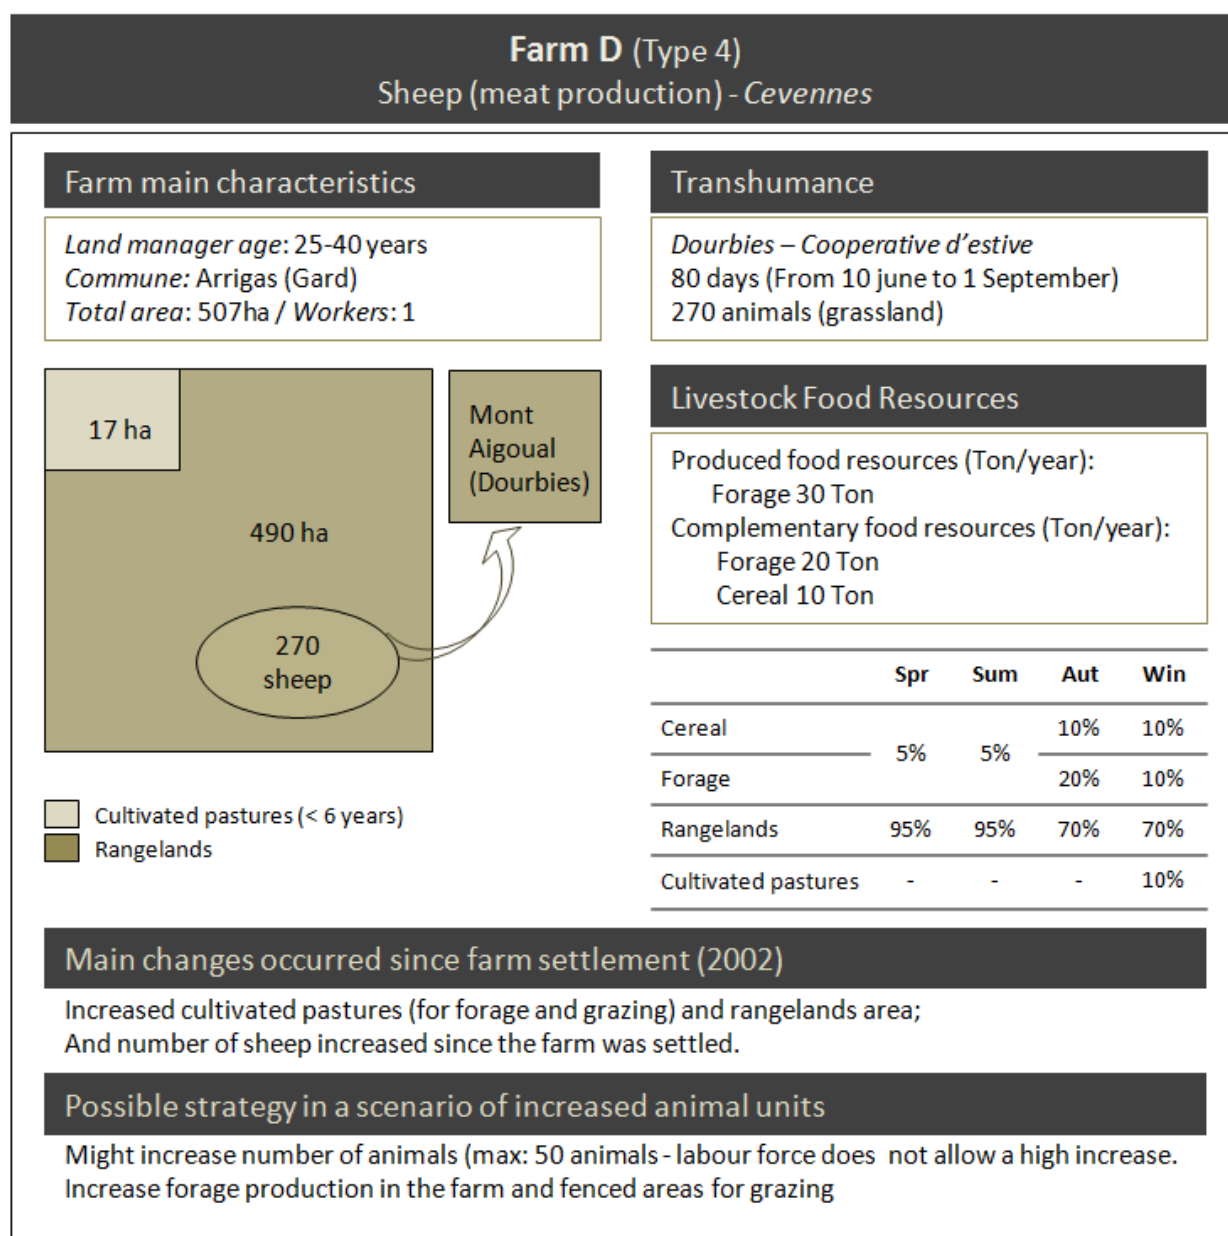 Farm D (Type 4)
Sheep (meat production) - Cevennes
Farm main characteristics
Land manager age: 25-40 years
Commune: Arrigas (Gard)
Total area: 507ha / Workers: 1
17 ha
490 ha
270
sheep
Mont
Aigoual
(Dourbies)
Cultivated pastures (< 6 years)
Rangelands
Transhumance
Dourbies – Cooperative d'estive
80 days (From 10 june to 1 September)
270 animals (grassland)
Livestock Food Resources
Produced food resources (Ton/year):
Forage 30 Ton
Complementary food resources (Ton/year):
Forage 20 Ton
Cereal 10 Ton
Spr Sum Aut Win
Cereal 10% 10%
5% 5%
Forage 20% 10%
Rangelands 95% 95% 70% 70%
Cultivated pastures - - - 10%
Main changes occurred since farm settlement (2002)
Increased cultivated pastures (for forage and grazing) and rangelands area;
And number of sheep increased since the farm was settled.
Possible strategy in a scenario of increased animal units
Might increase number of animals (max: 50 animals - labour force does not allow a high increase.
Increase forage production in the farm and fenced areas for grazing